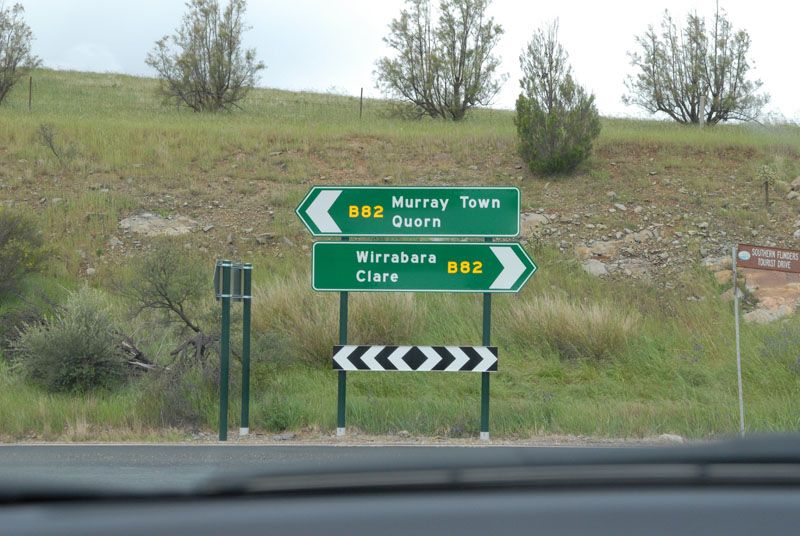 B82 Murray Town
Quorn
Wirrabara B82
Clare
SOUTHERN FLINDERS
TOURIST DRIVE